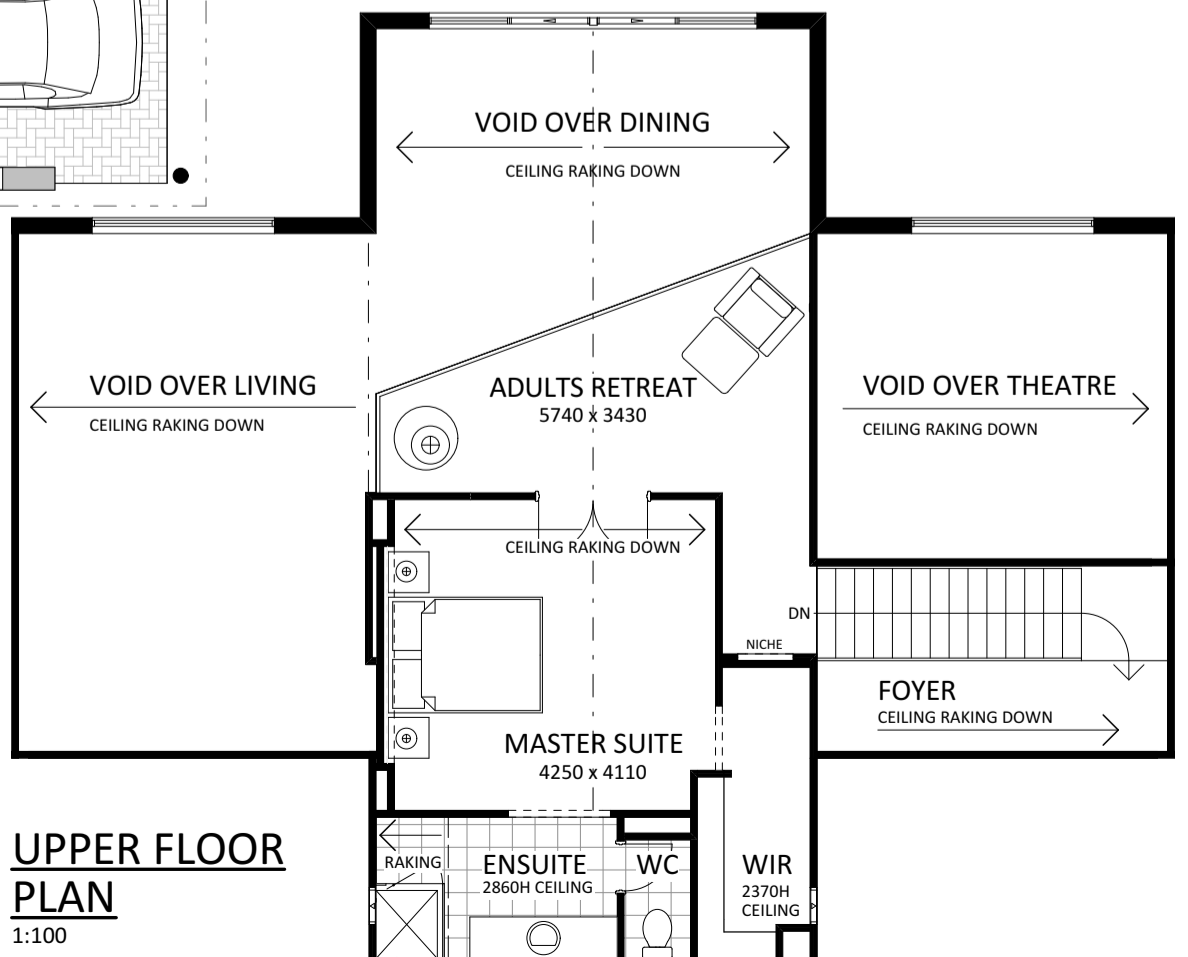 VOID OVER DINING
CEILING RAKING DOWN
VOID OVER LIVING
CEILING RAKING DOWN
ADULTS RETREAT
5740 x 3430
VOID OVER THEATRE
CEILING RAKING DOWN
CEILING RAKING DOWN
DN
NICHE
FOYER
CEILING RAKING DOWN
MASTER SUITE
4250 x 4110
UPPER FLOOR
PLAN
1:100
RAKING
ENSUITE
2860H CEILING
WC
WIR
2370H
CEILING